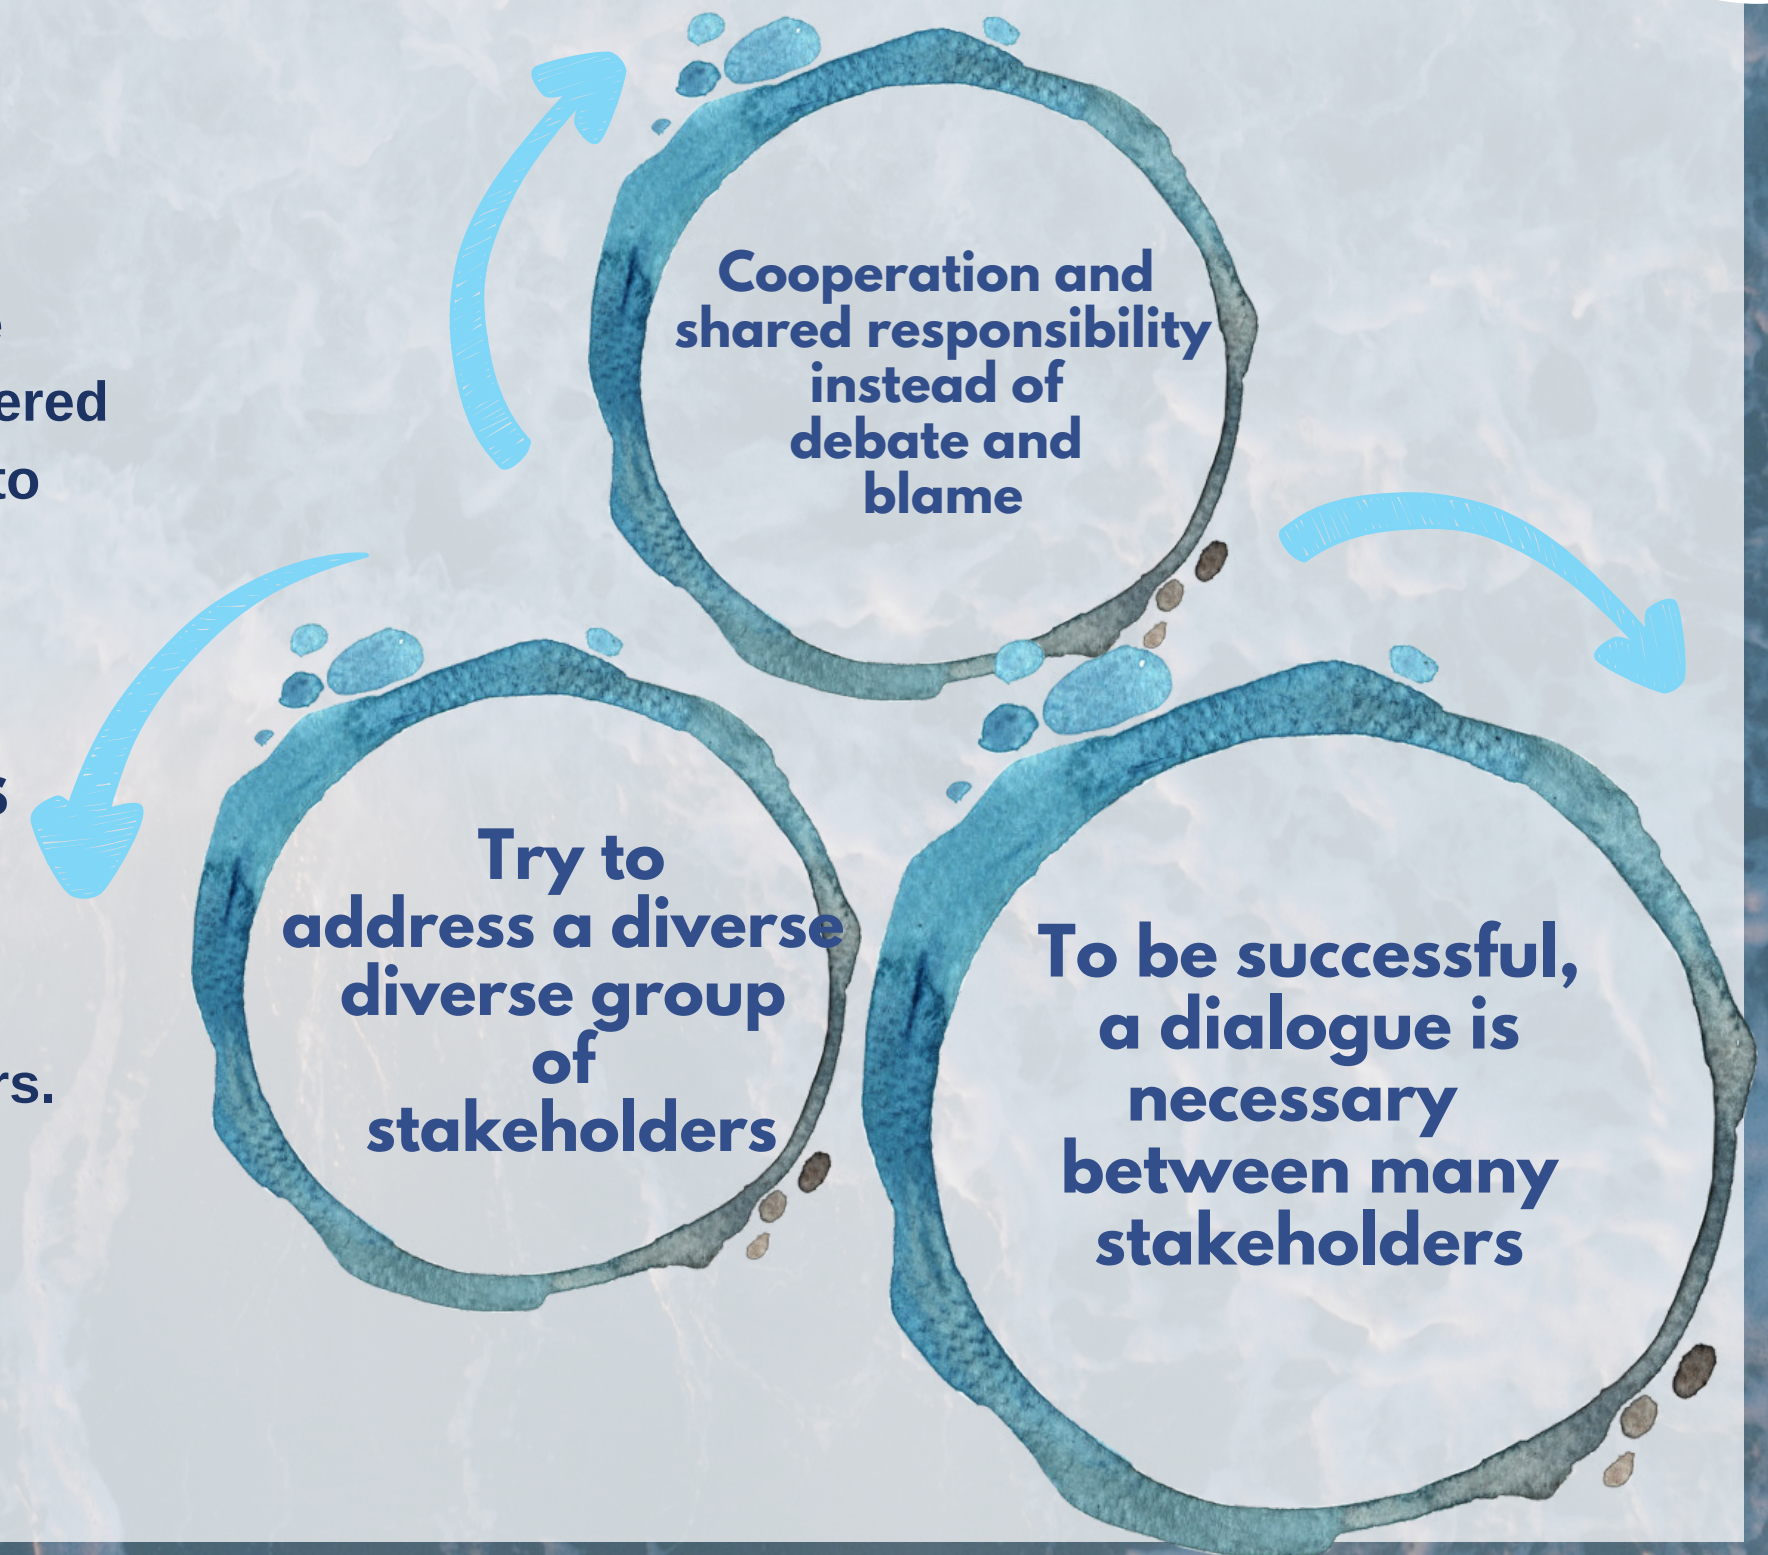 ered
to
rs.
Cooperation and
shared responsibility
instead of
debate and
blame
Try to
address a diverse
diverse group
of
stakeholders
To be successful,
a dialogue is
necessary
between many
stakeholders